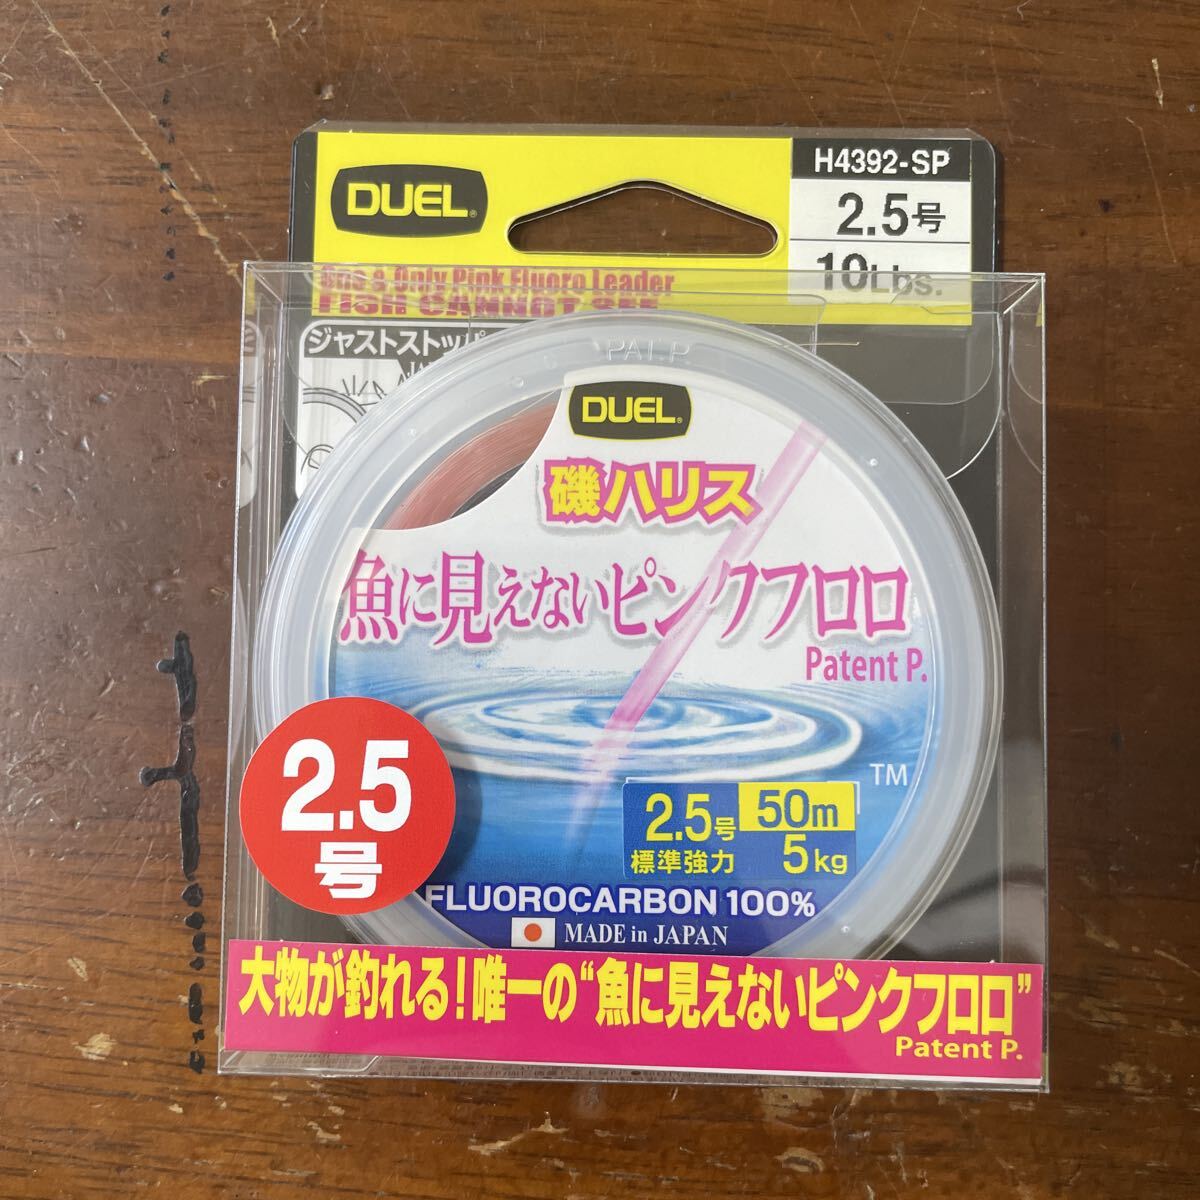 DUEL®
H4392-SP
2.5号
10Lbs.
One & Only Pink Fluoro Leader
FISH CANNOT SEE
ジャストストッパ
PAT.P
DUEL®
磯ハリス
魚に見えないピンクフロロ
Patent P.
TM
2.5号 50m
標準強力 5kg
FLUOROCARBON 100%
MADE in JAPAN
2.5
号
大物が釣れる!唯一の“魚に見えないピンクフロロ”
Patent P.